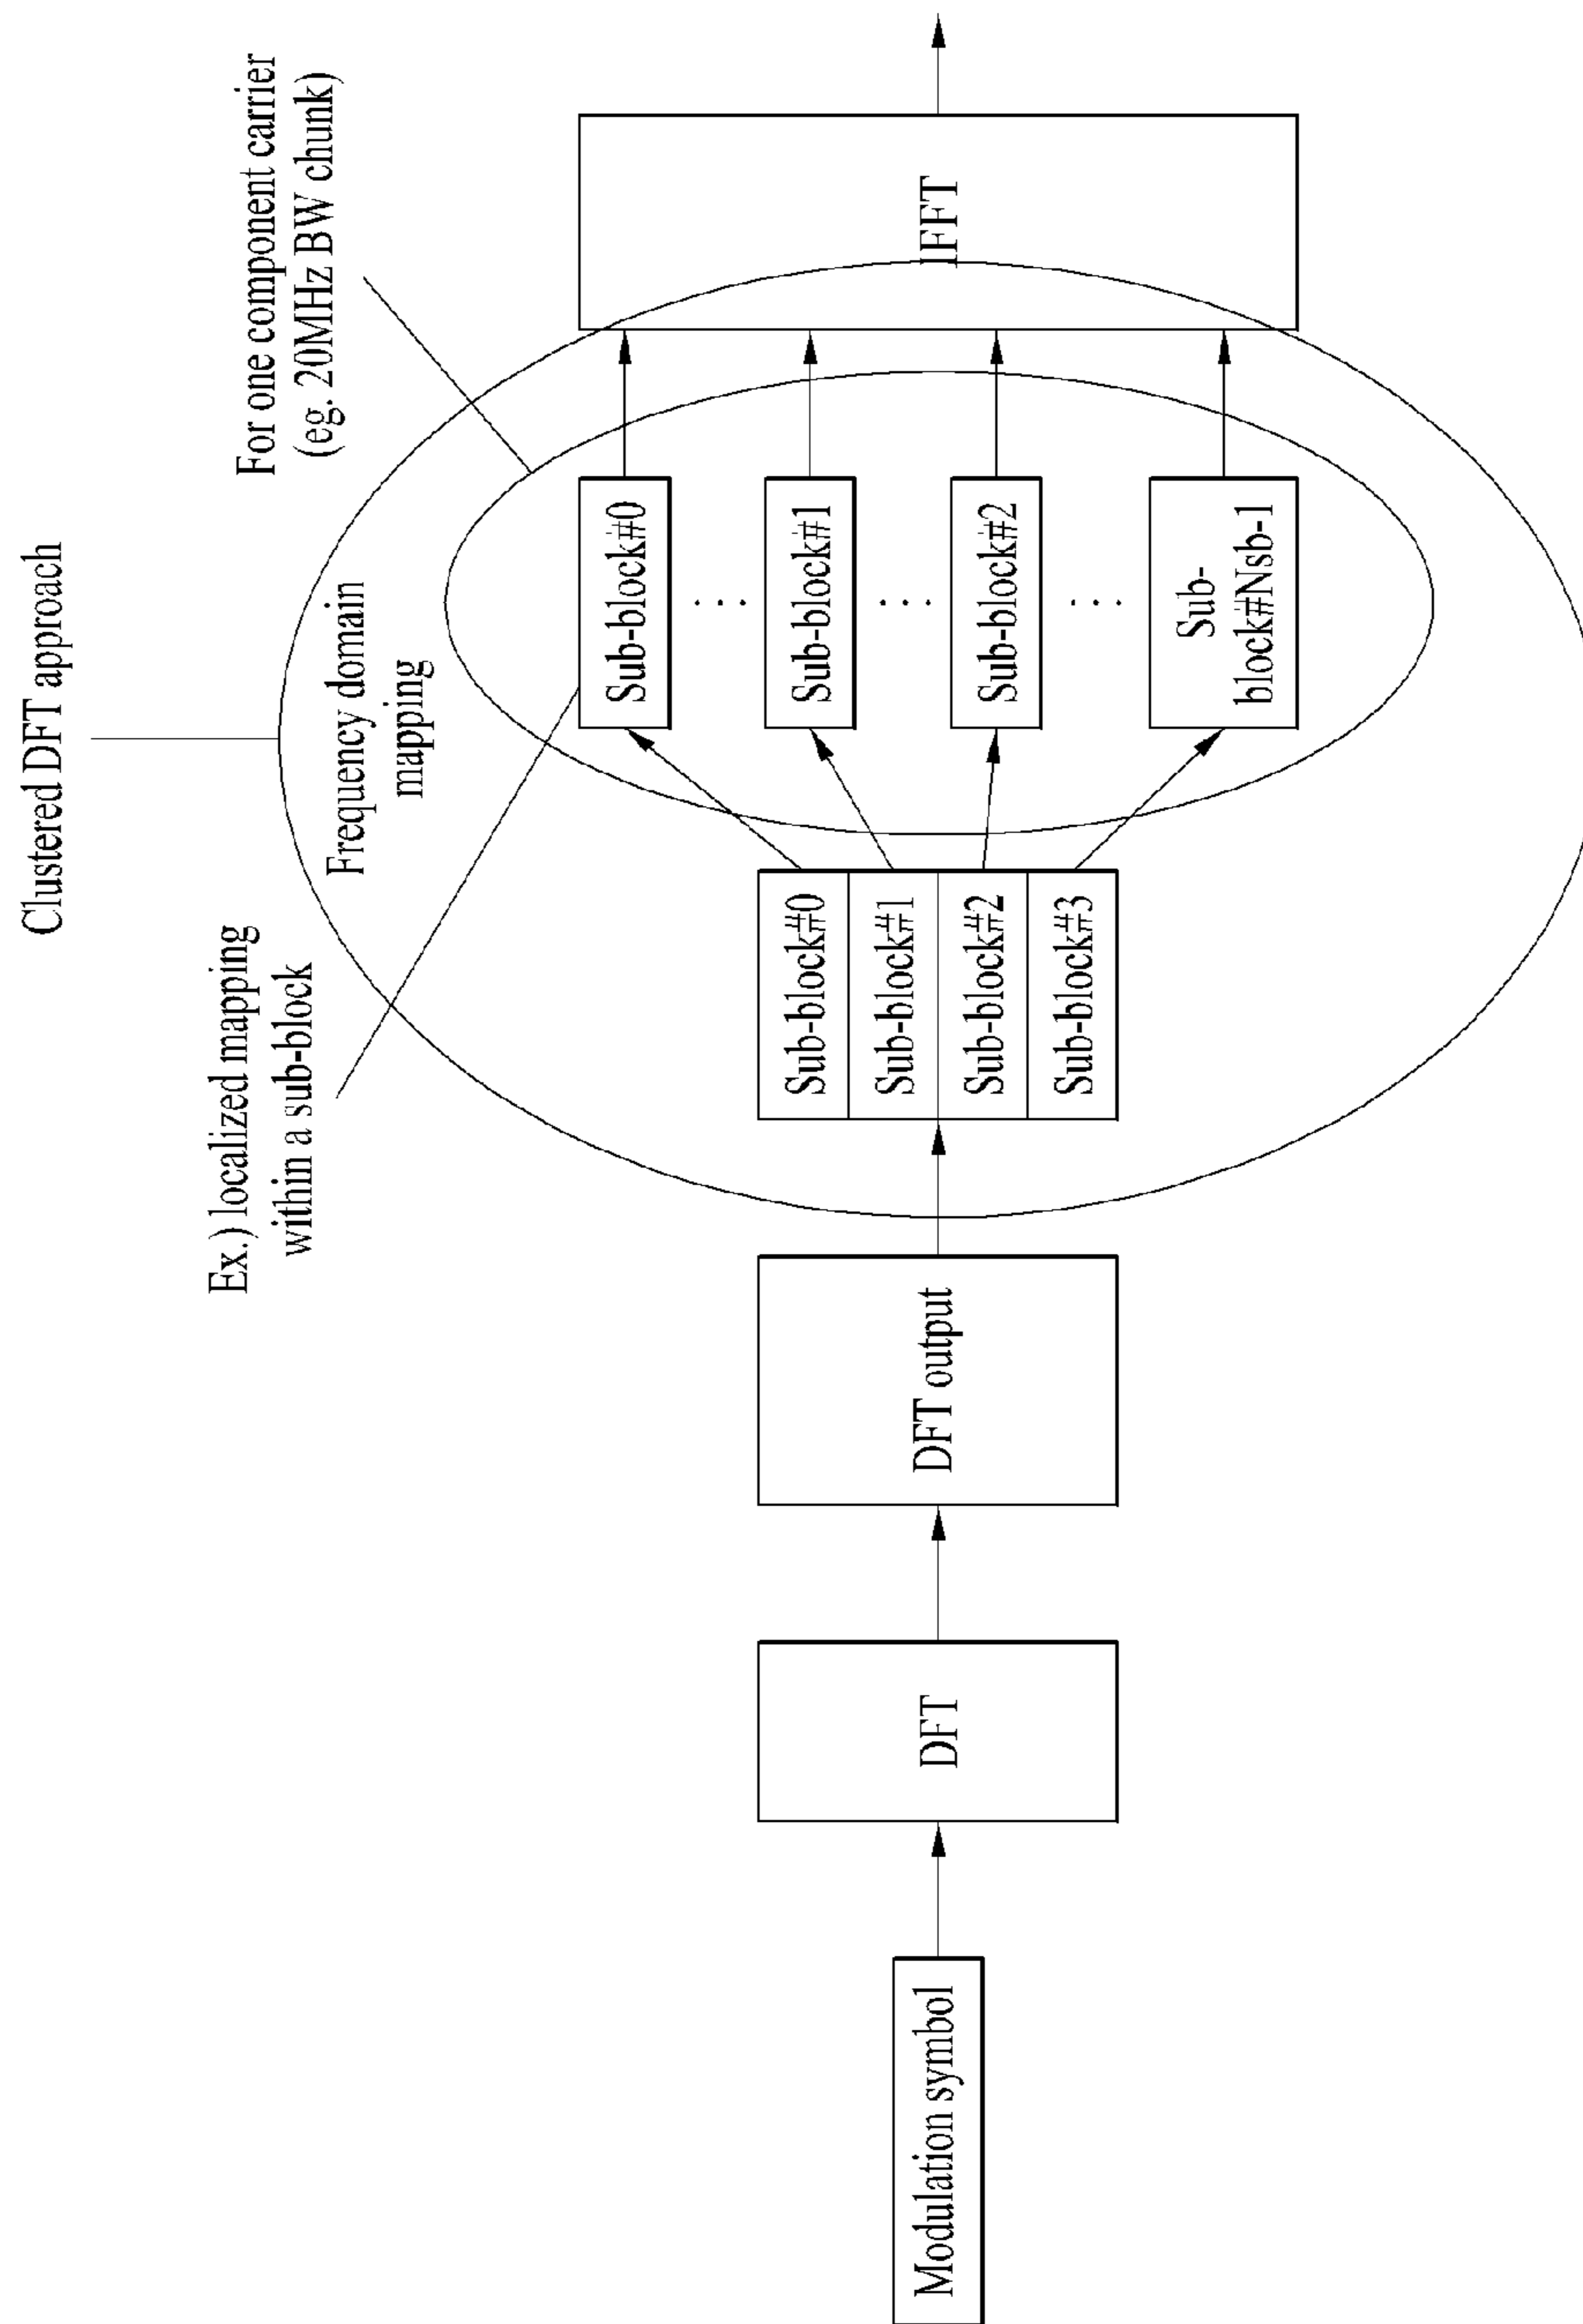 Clustered DFT approach
Ex.) localized mapping
within a sub-block
Frequency domain
mapping
For one component carrier
(eg. 20MHz BW chunk)
Modulation symbol
DFT
DFT output
Sub-block#0
Sub-block#1
Sub-block#2
Sub-block#3
Sub-block#0
...
Sub-block#1
...
Sub-block#2
...
Sub-
block#Nsb-1
IFFT